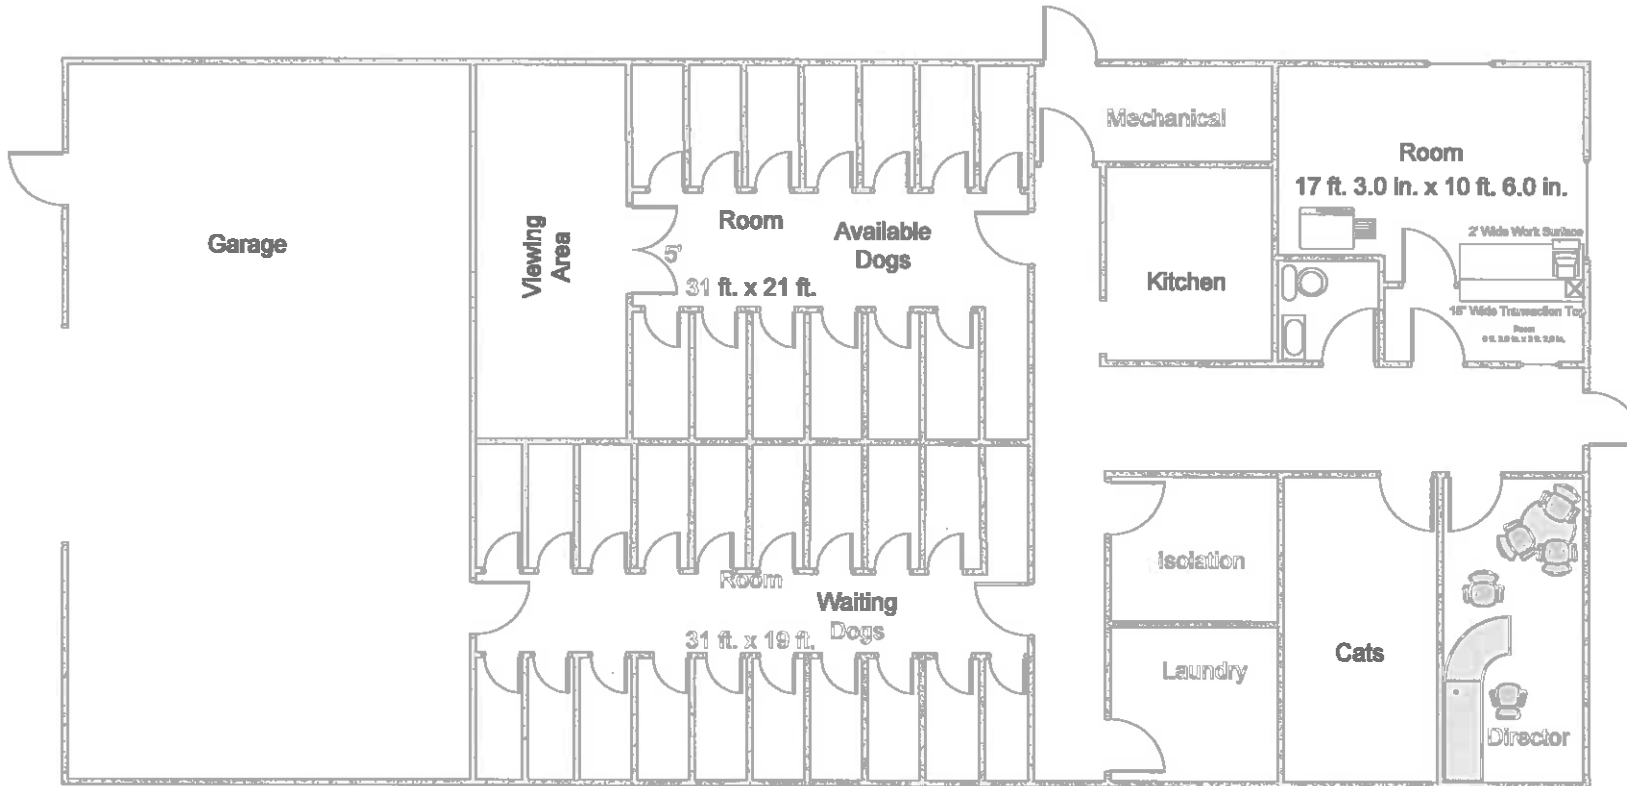 Mechanical
Room
17 ft. 3.0 in. x 10 ft. 6.0 in.
Garage
Viewing
Area
Room
Available
Dogs
5'
31 ft. x 21 ft.
Kitchen
2' Wide Work Surface
Wide Transaction Top
Room
Isolation
Room
Waiting
Dogs
31 ft. x 19 ft.
Laundry
Cats
Director